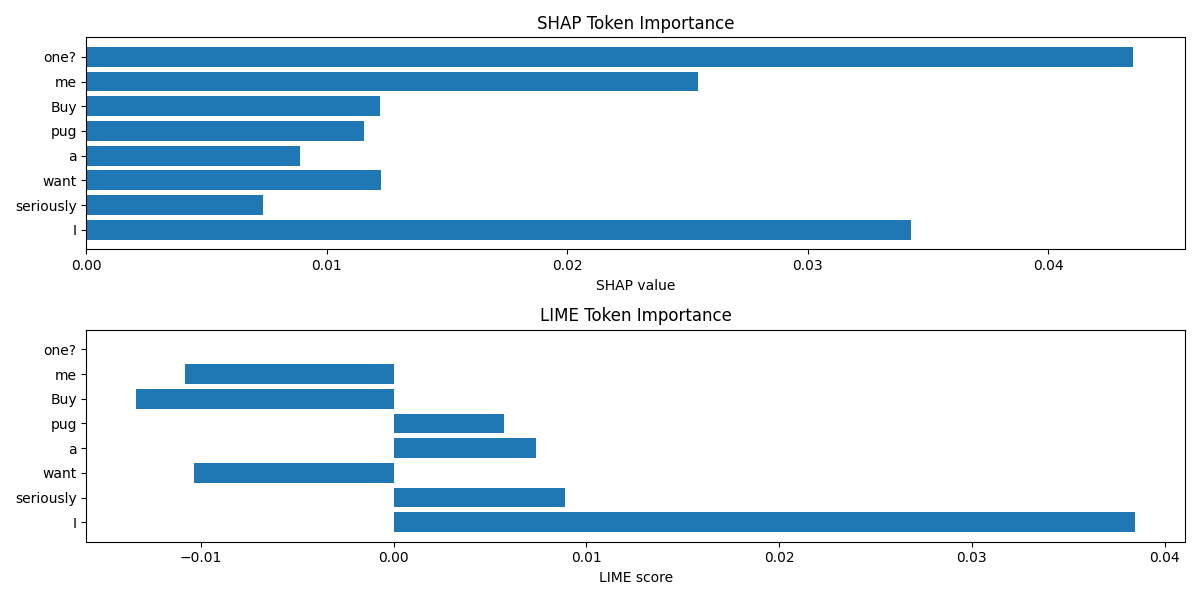 SHAP Token Importance
one?
me
Buy
pug
a
want
seriously
I
0.00 0.01 0.02 0.03 0.04
SHAP value
LIME Token Importance
one?
me
Buy
pug
a
want
seriously
I
−0.01 0.00 0.01 0.02 0.03 0.04
LIME score